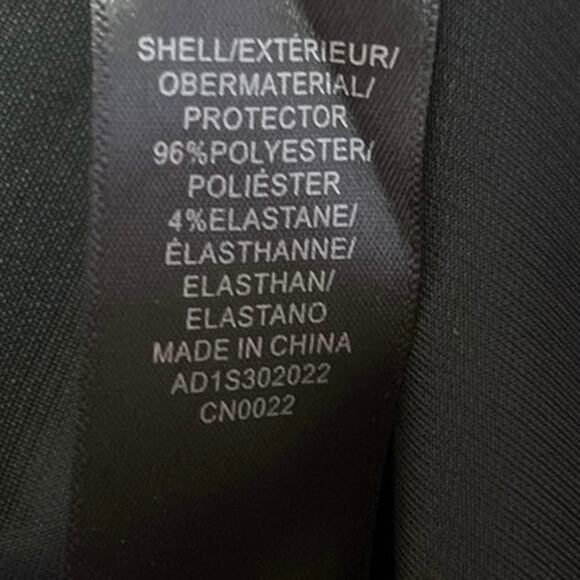 SHELL/EXTÉRIEUR/
OBERMATERIAL/
PROTECTOR
96%POLYESTER/
POLIÉSTER
4%ELASTANE/
ÉLASTHANNE/
ELASTHAN/
ELASTANO
MADE IN CHINA
AD1S302022
CN0022